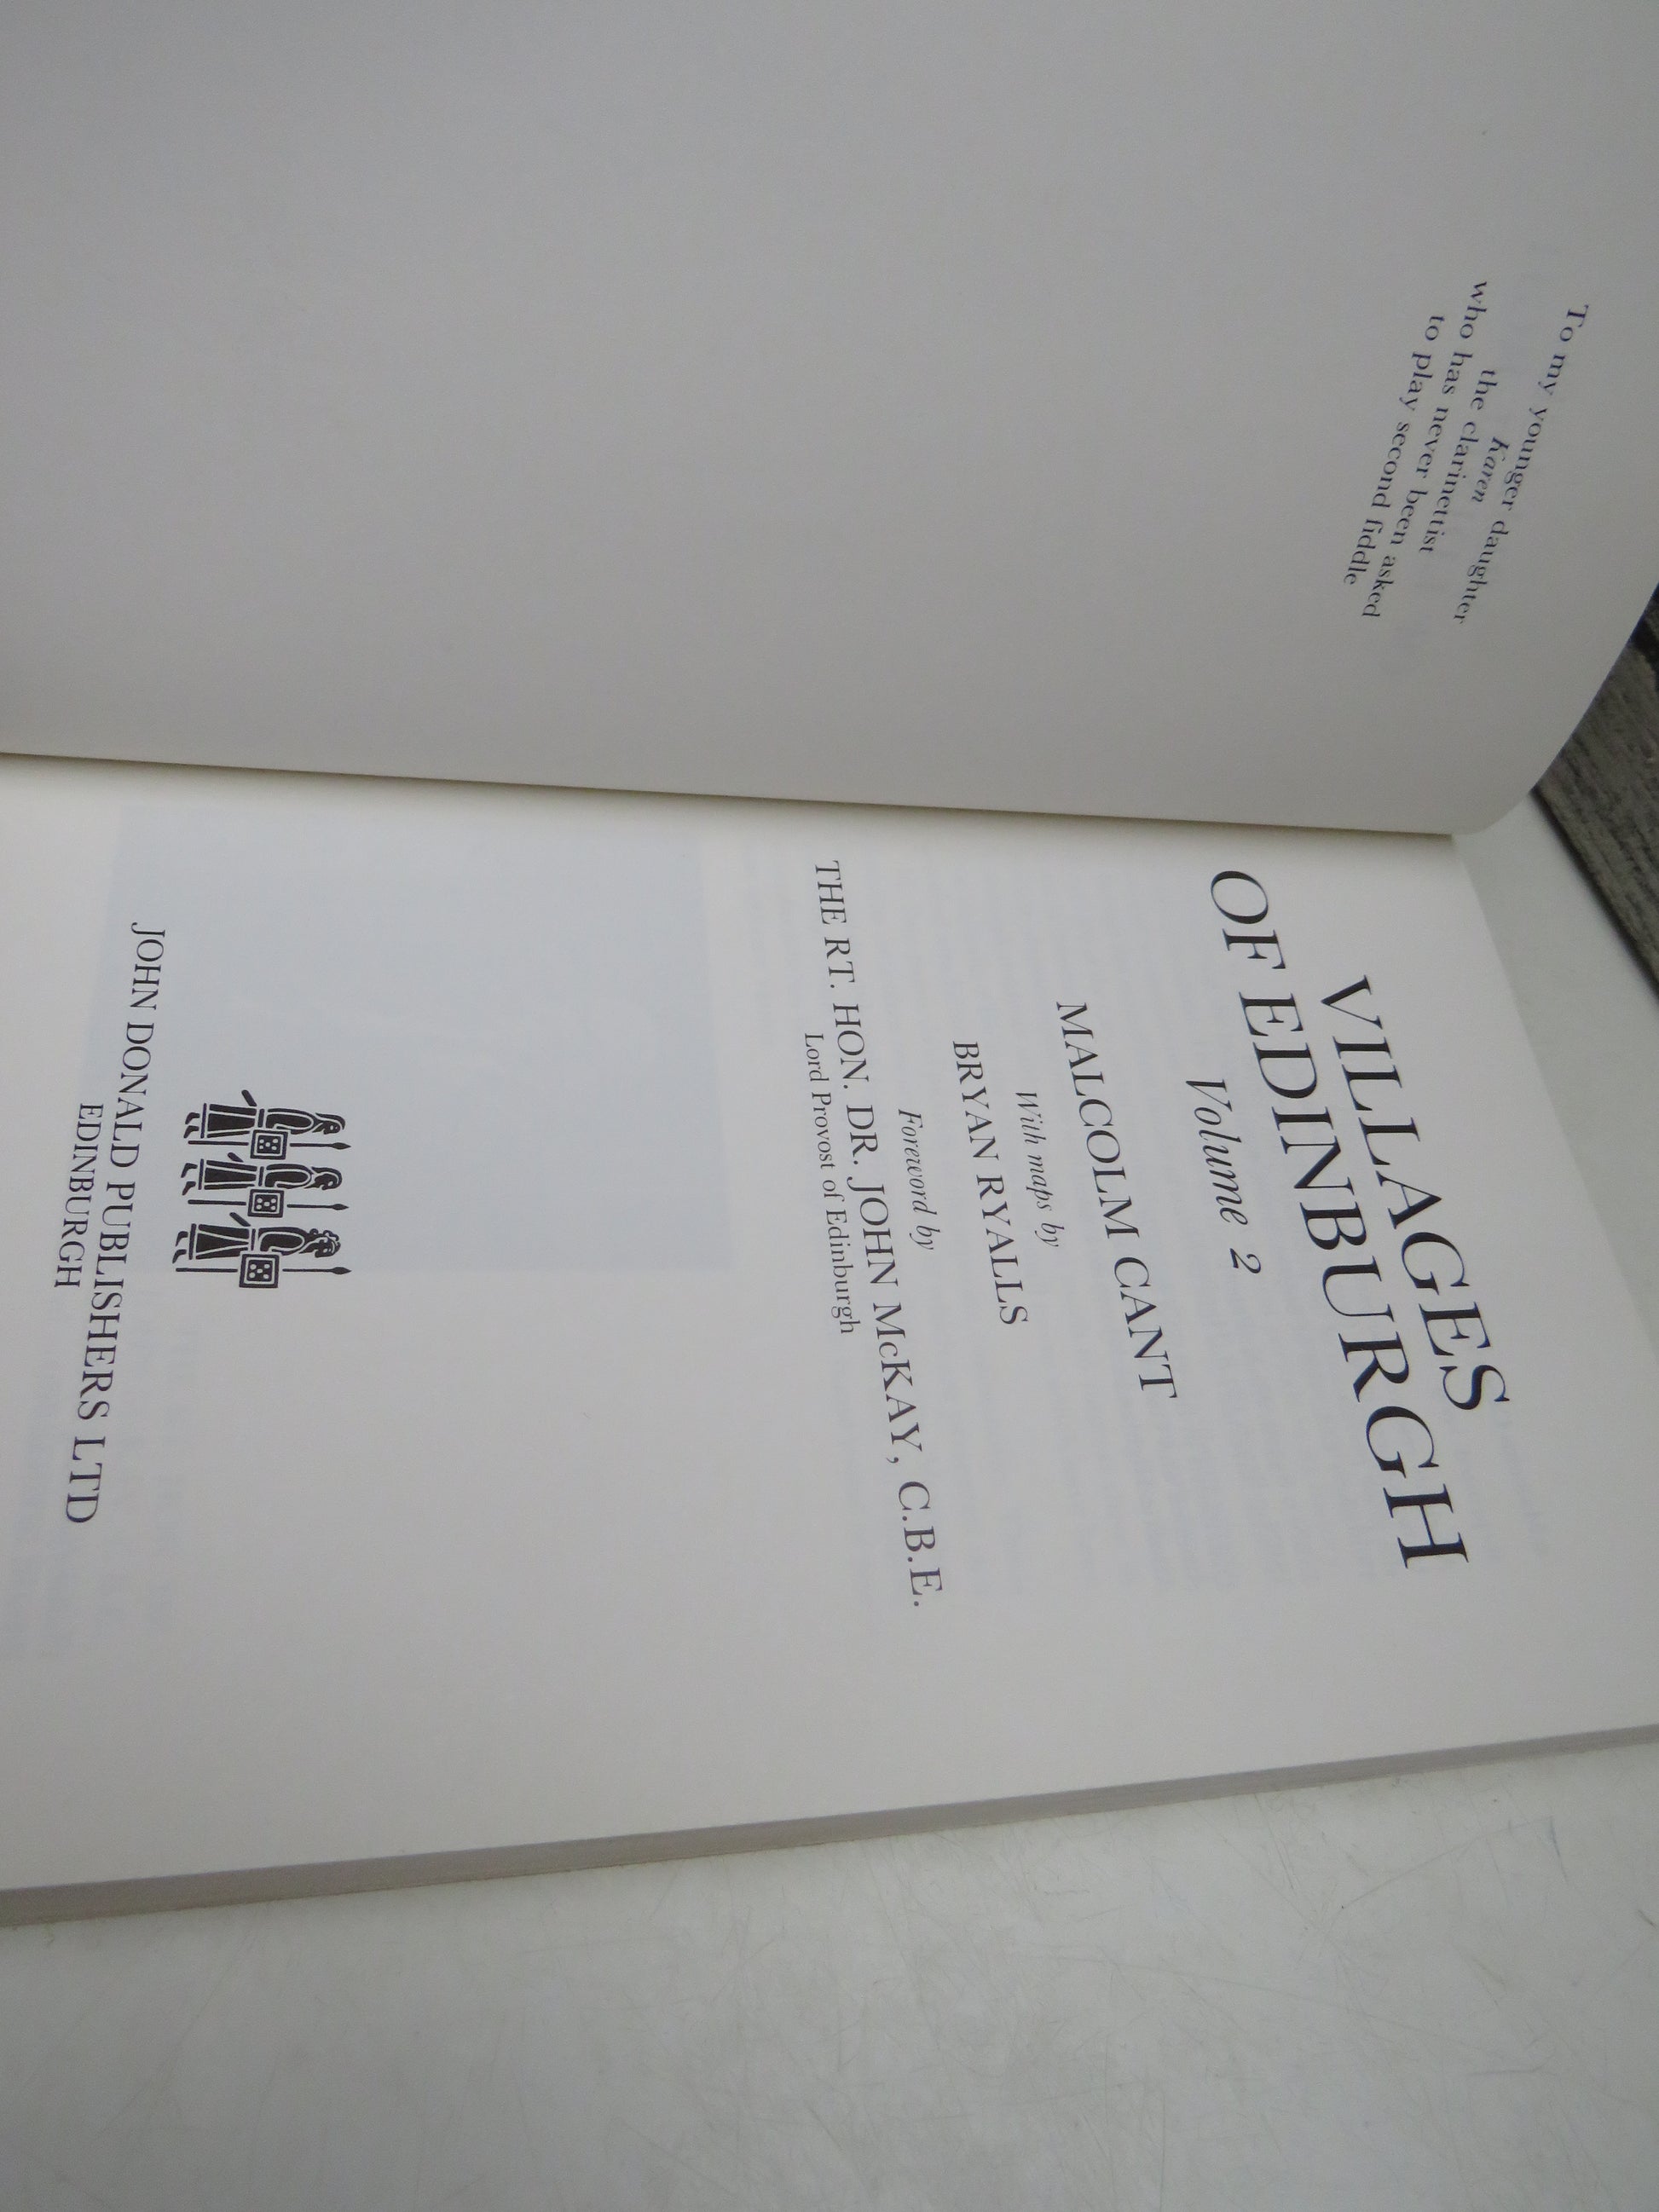 To my younger daughter
Karen
the clarinettist
who has never been asked
to play second fiddle
VILLAGES
OF EDINBURGH
Volume 2
MALCOLM CANT
With maps by
BRYAN RYALLS
Foreword by
THE RT. HON. DR. JOHN McKAY, C.B.E.
Lord Provost of Edinburgh
JOHN DONALD PUBLISHERS LTD
EDINBURGH